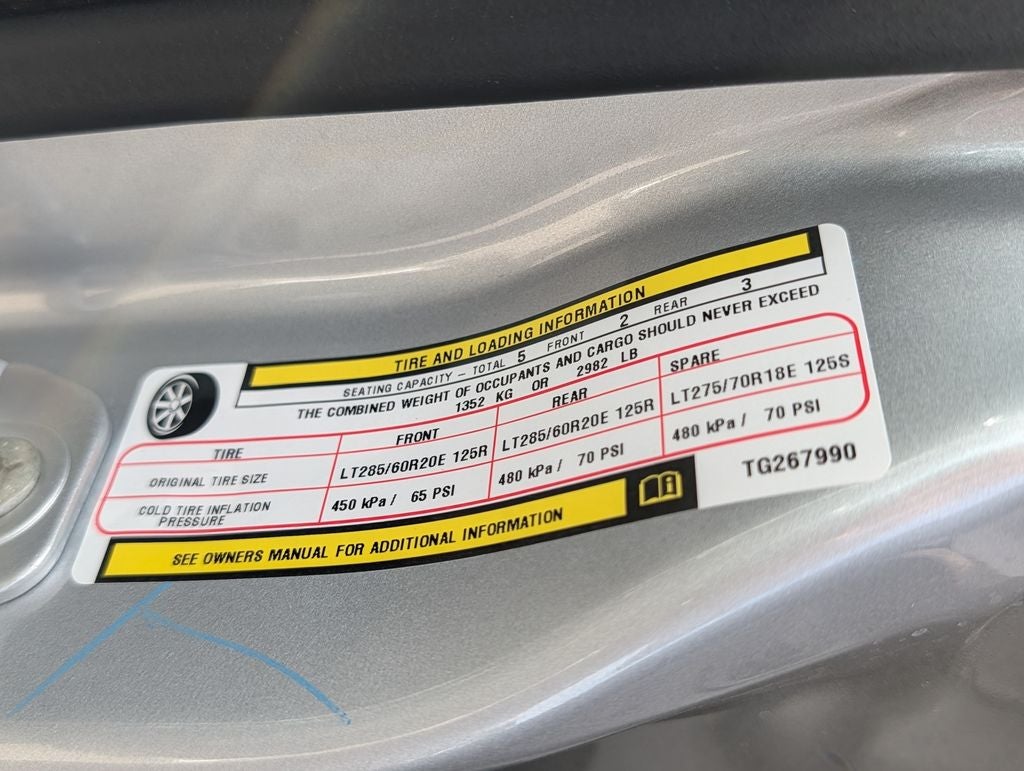 TIRE AND LOADING INFORMATION
SEATING CAPACITY – TOTAL 5 FRONT 2 REAR 3
THE COMBINED WEIGHT OF OCCUPANTS AND CARGO SHOULD NEVER EXCEED
1352 KG OR 2982 LB
TIRE FRONT REAR SPARE
ORIGINAL TIRE SIZE LT285/60R20E 125R LT285/60R20E 125R LT275/70R18E 125S
COLD TIRE INFLATION PRESSURE 450 kPa / 65 PSI 480 kPa / 70 PSI 480 kPa / 70 PSI
SEE OWNERS MANUAL FOR ADDITIONAL INFORMATION
TG267990